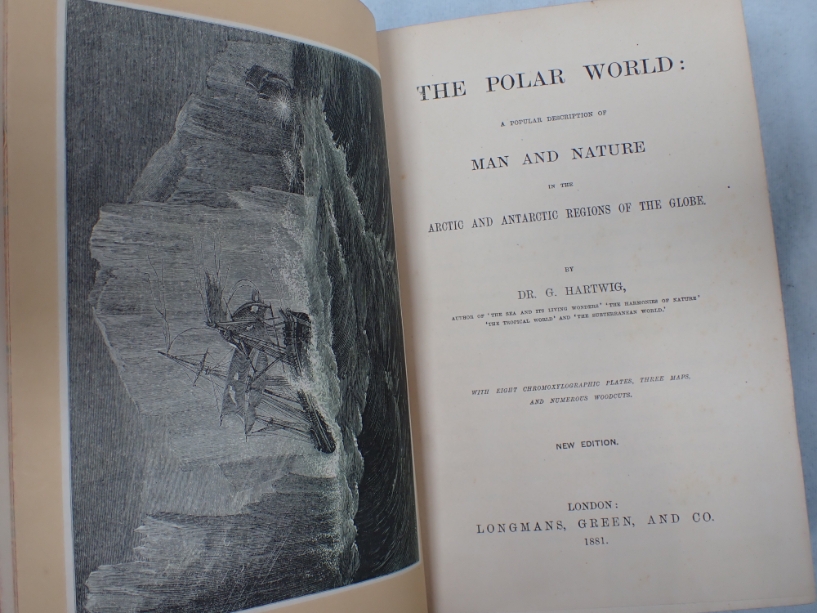 THE POLAR WORLD:
A POPULAR DESCRIPTION OF
MAN AND NATURE
IN THE
ARCTIC AND ANTARCTIC REGIONS OF THE GLOBE.
BY
DR. G. HARTWIG,
AUTHOR OF 'THE SEA AND ITS LIVING WONDERS' 'THE HARMONIES OF NATURE'
'THE TROPICAL WORLD' AND 'THE SUBTERRANEAN WORLD.'
WITH EIGHT CHROMOXYLOGRAPHIC PLATES, THREE MAPS,
AND NUMEROUS WOODCUTS.
NEW EDITION.
LONDON:
LONGMANS, GREEN, AND CO.
1881.